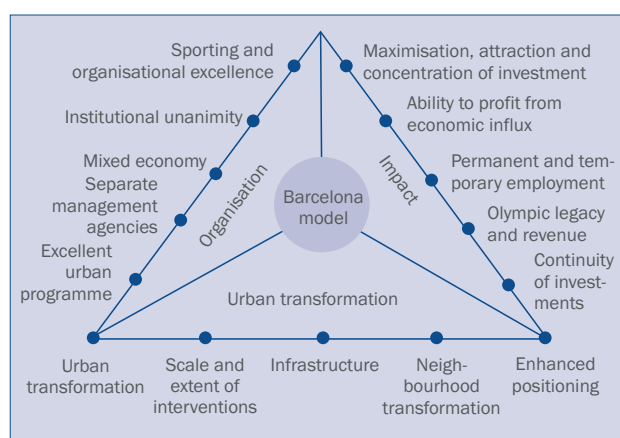 Sporting and
organisational excellence
Institutional unanimity
Mixed economy
Separate
management
agencies
Excellent
urban
programme
Maximisation, attraction and
concentration of investment
Ability to profit from
economic influx
Permanent and tem-
porary employment
Olympic legacy
and revenue
Continuity
of invest-
ments
Organisation
Impact
Barcelona
model
Urban transformation
Urban
transformation
Scale and
extent of
interventions
Infrastructure
Neigh-
bourhood
transformation
Enhanced
positioning